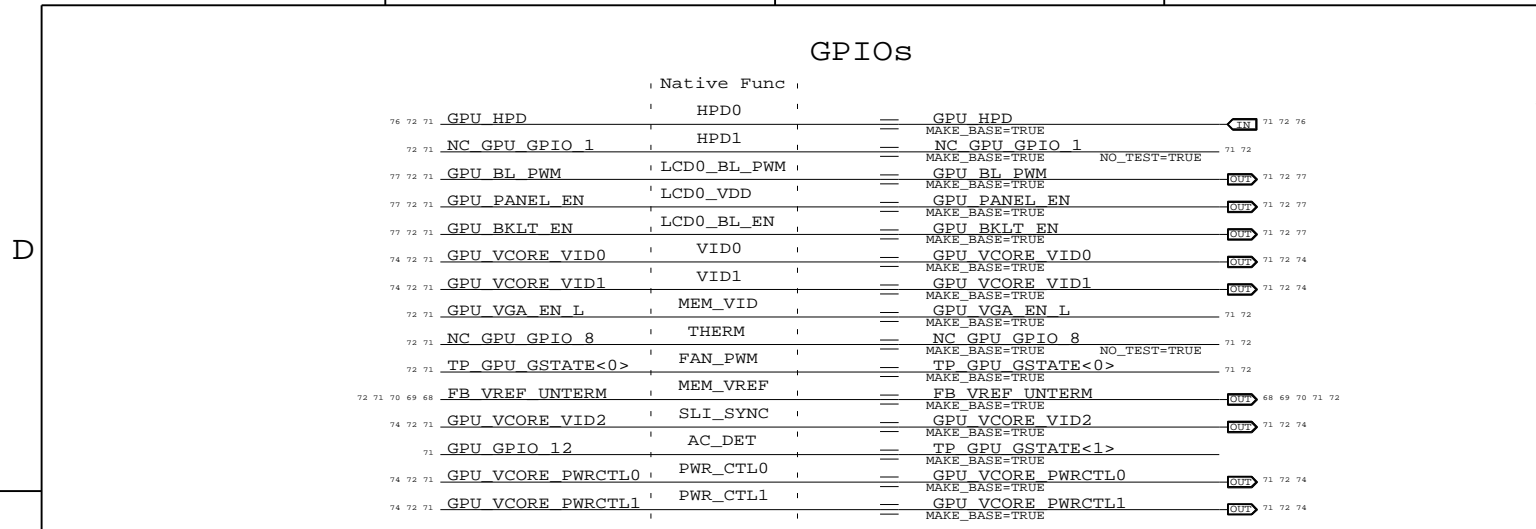 GPIOs
Native Func
76 72 71 GPU_HPD HPD0 GPU_HPD IN 71 72 76
MAKE_BASE=TRUE
72 71 NC_GPU_GPIO_1 HPD1 NC_GPU_GPIO_1 71 72
MAKE_BASE=TRUE NO_TEST=TRUE
77 72 71 GPU_BL_PWM LCD0_BL_PWM GPU_BL_PWM OUT 71 72 77
MAKE_BASE=TRUE
77 72 71 GPU_PANEL_EN LCD0_VDD GPU_PANEL_EN OUT 71 72 77
MAKE_BASE=TRUE
77 72 71 GPU_BKLT_EN LCD0_BL_EN GPU_BKLT_EN OUT 71 72 77
MAKE_BASE=TRUE
D
74 72 71 GPU_VCORE_VID0 VID0 GPU_VCORE_VID0 OUT 71 72 74
MAKE_BASE=TRUE
74 72 71 GPU_VCORE_VID1 VID1 GPU_VCORE_VID1 OUT 71 72 74
MAKE_BASE=TRUE
72 71 GPU_VGA_EN_L MEM_VID GPU_VGA_EN_L 71 72
MAKE_BASE=TRUE
72 71 NC_GPU_GPIO_8 THERM NC_GPU_GPIO_8 71 72
MAKE_BASE=TRUE NO_TEST=TRUE
72 71 TP_GPU_GSTATE<0> FAN_PWM TP_GPU_GSTATE<0> 71 72
MAKE_BASE=TRUE
72 71 70 69 68 FB_VREF_UNTERM MEM_VREF FB_VREF_UNTERM OUT 68 69 70 71 72
MAKE_BASE=TRUE
74 72 71 GPU_VCORE_VID2 SLI_SYNC GPU_VCORE_VID2 OUT 71 72 74
MAKE_BASE=TRUE
71 GPU_GPIO_12 AC_DET TP_GPU_GSTATE<1>
MAKE_BASE=TRUE
74 72 71 GPU_VCORE_PWRCTL0 PWR_CTL0 GPU_VCORE_PWRCTL0 OUT 71 72 74
MAKE_BASE=TRUE
74 72 71 GPU_VCORE_PWRCTL1 PWR_CTL1 GPU_VCORE_PWRCTL1 OUT 71 72 74
MAKE_BASE=TRUE